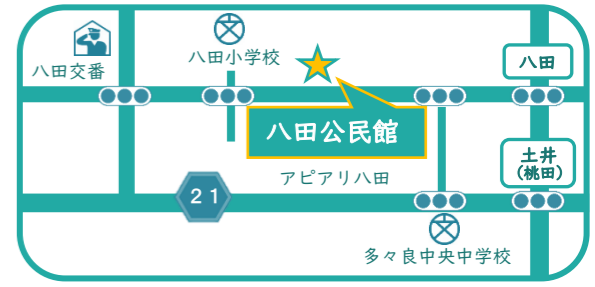 八田小学校
八田交番
八田
八田公民館
土井
(桃田)
アピアリ八田
21
多々良中央中学校